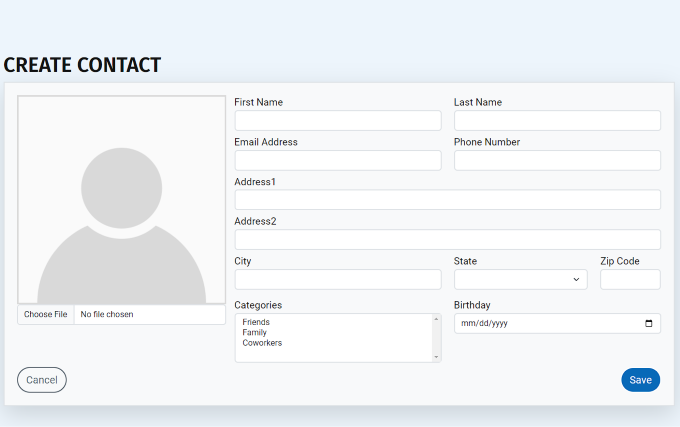 CREATE CONTACT
First Name
Last Name
Email Address
Phone Number
Address1
Address2
City
State
Zip Code
Choose File
No file chosen
Categories
Friends
Family
Coworkers
Birthday
mm/dd/yyyy
Cancel
Save